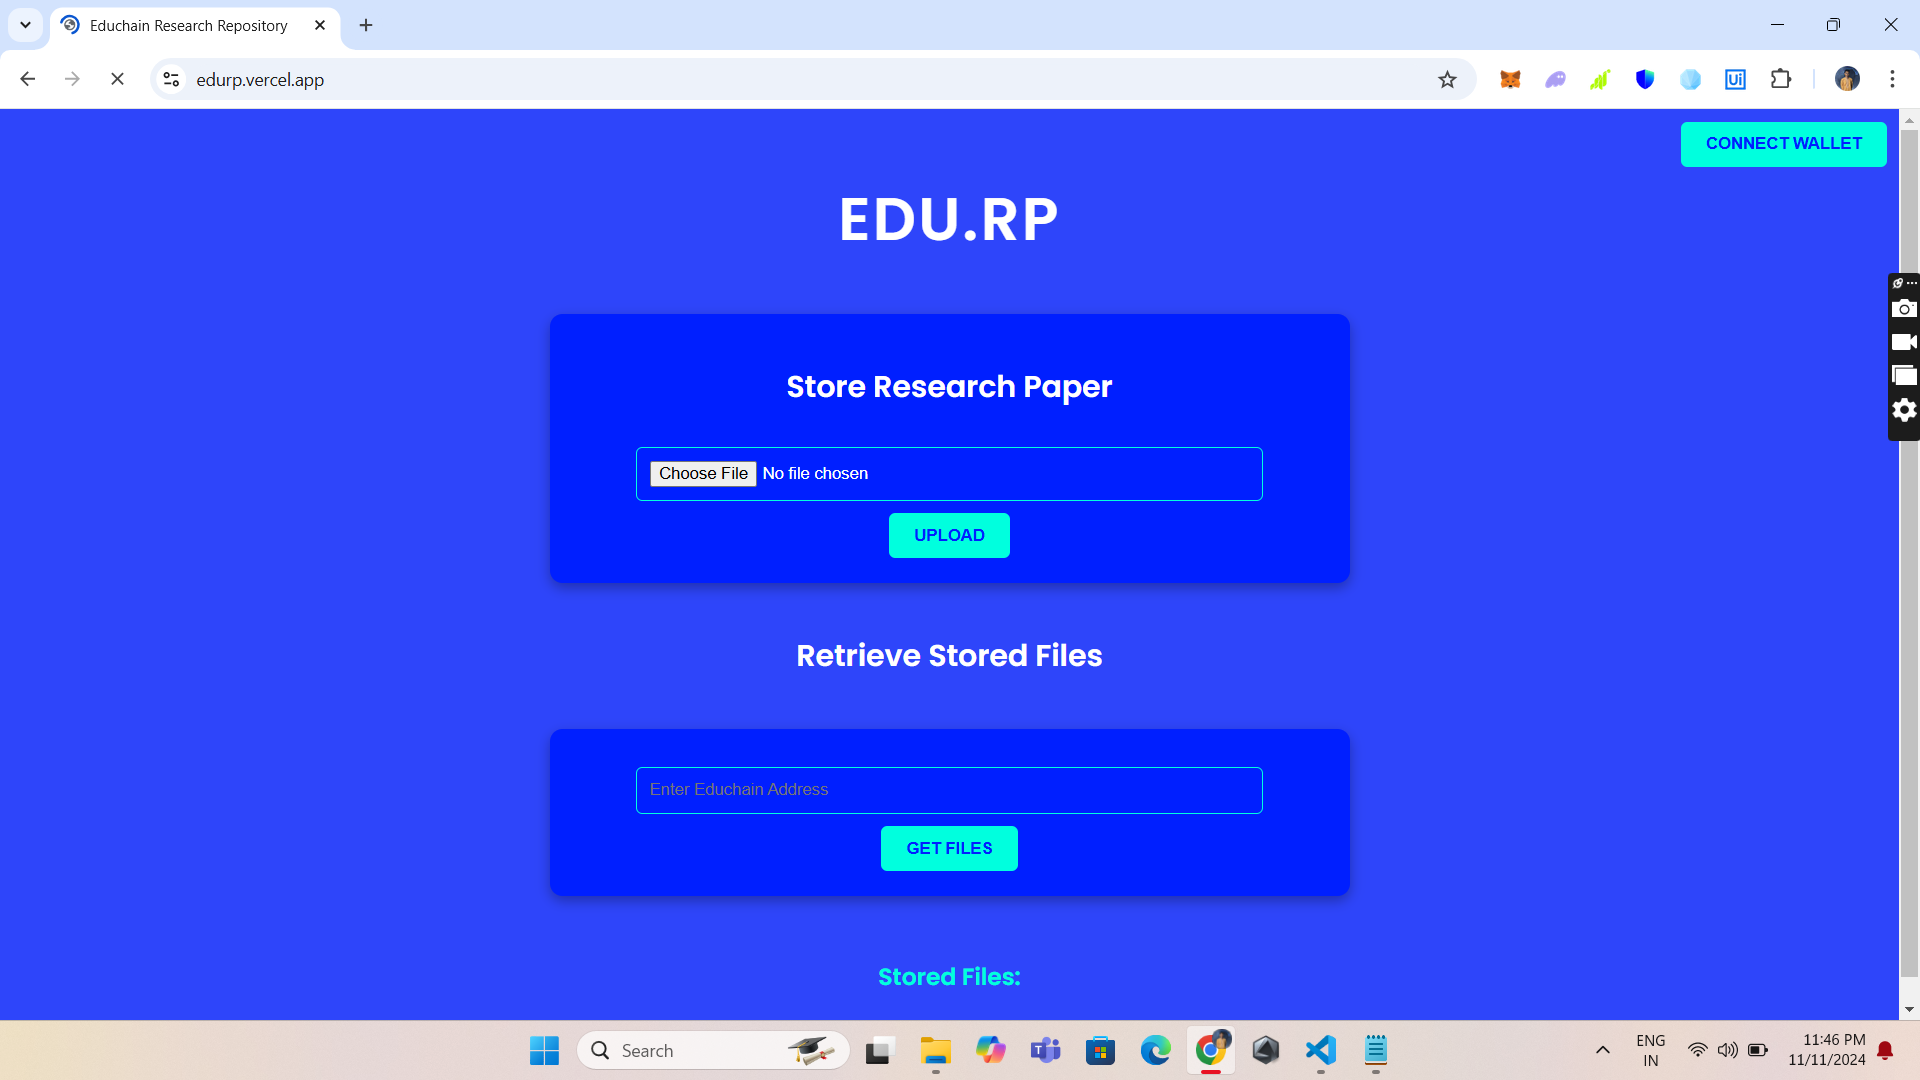 Educhain Research Repository
edurp.vercel.app
Ui
CONNECT WALLET
EDU.RP
Store Research Paper
Choose File No file chosen
UPLOAD
Retrieve Stored Files
Enter Educhain Address
GET FILES
Stored Files:
Search
ENG
IN
11:46 PM
11/11/2024